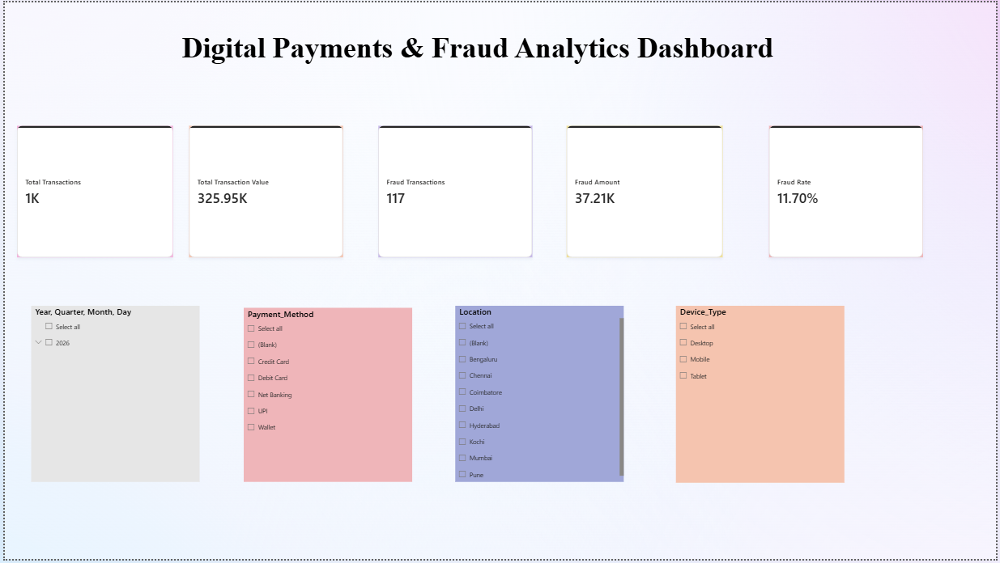 Digital Payments & Fraud Analytics Dashboard
Total Transactions
1K
Total Transaction Value
325.95K
Fraud Transactions
117
Fraud Amount
37.21K
Fraud Rate
11.70%
Year, Quarter, Month, Day
Select all
2026
Payment_Method
Select all
(Blank)
Credit Card
Debit Card
Net Banking
UPI
Wallet
Location
Select all
(Blank)
Bengaluru
Chennai
Coimbatore
Delhi
Hyderabad
Kochi
Mumbai
Pune
Device_Type
Select all
Desktop
Mobile
Tablet